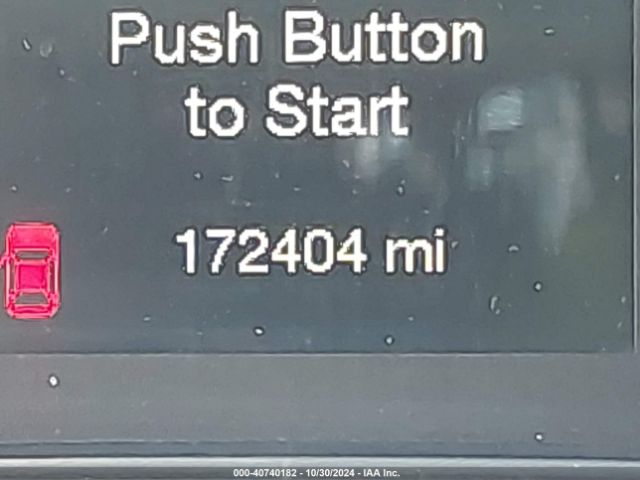 Push Button
to Start
172404 mi
000-40740182 - 10/30/2024 - IAA Inc.